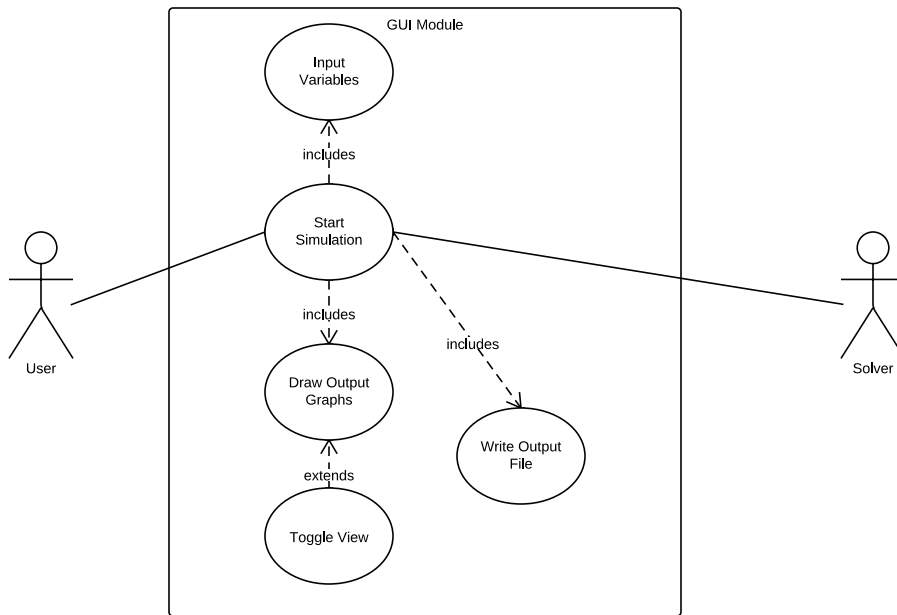 GUI Module
Input
Variables
includes
Start
Simulation
includes
includes
User
Solver
Draw Output
Graphs
Write Output
File
extends
Toggle View